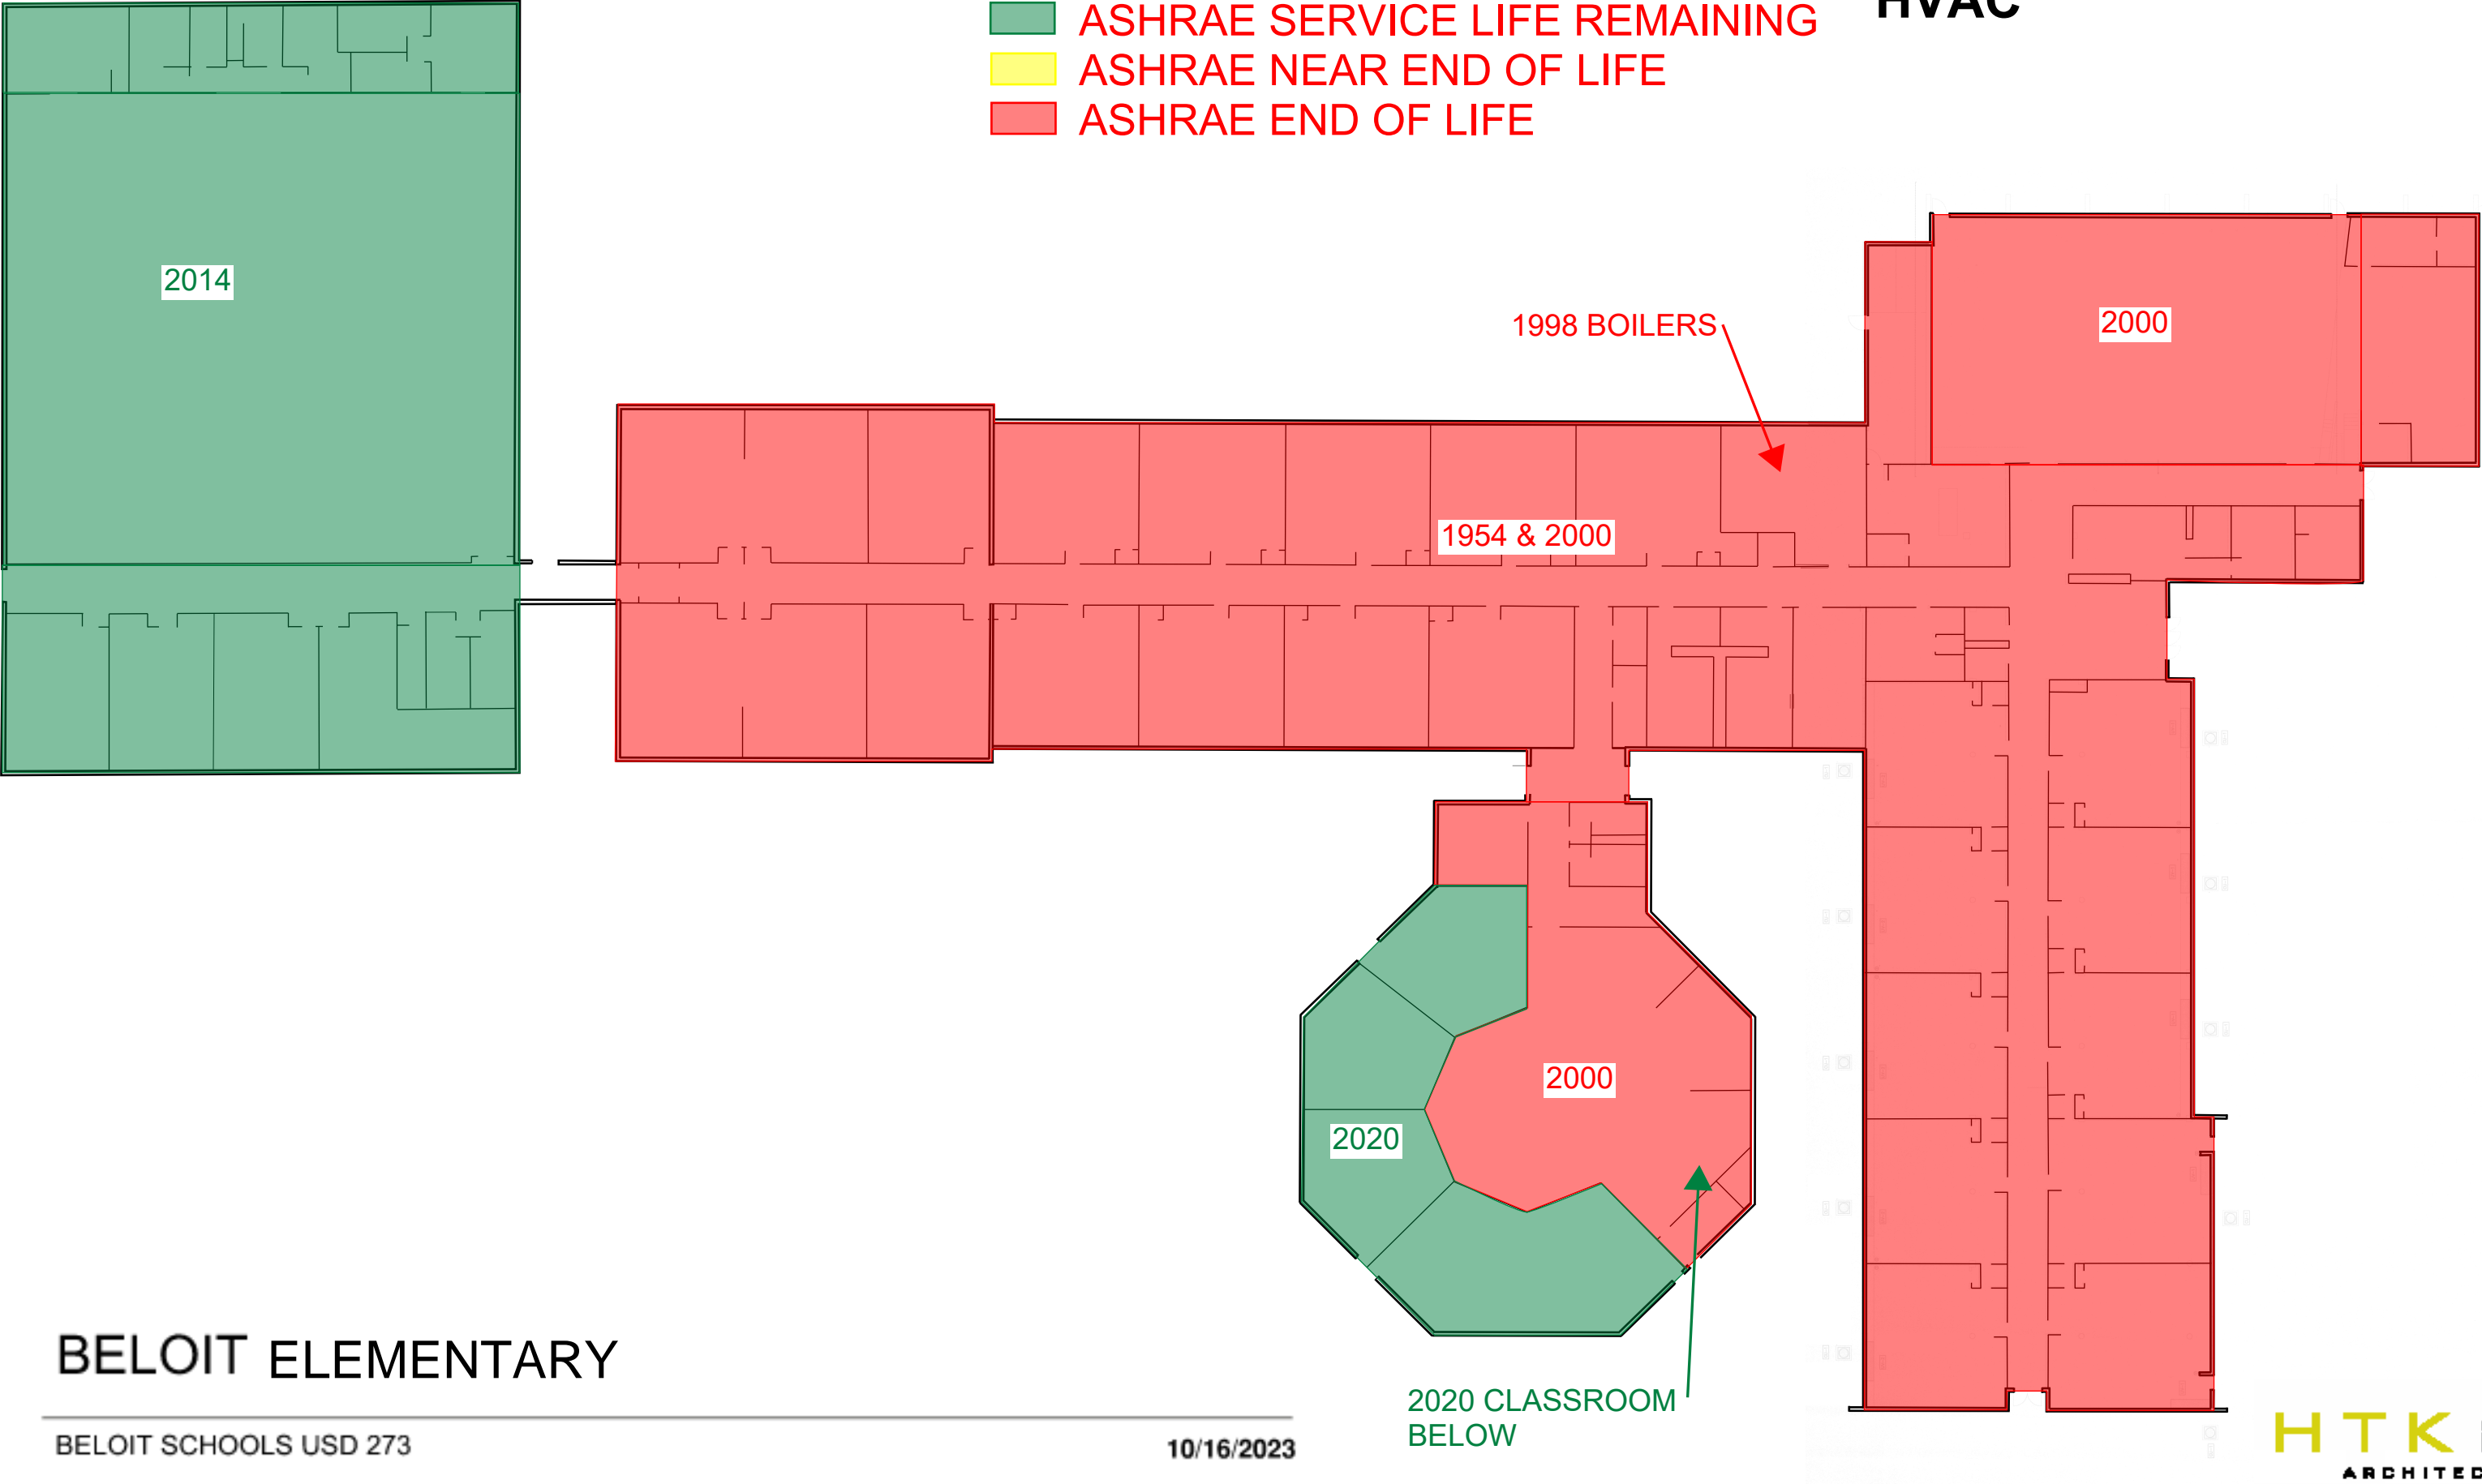 HVAC
ASHRAE SERVICE LIFE REMAINING
ASHRAE NEAR END OF LIFE
ASHRAE END OF LIFE
2014
1998 BOILERS
2000
1954 & 2000
2000
2020
2020 CLASSROOM
BELOW
BELOIT ELEMENTARY
BELOIT SCHOOLS USD 273
10/16/2023
HTK